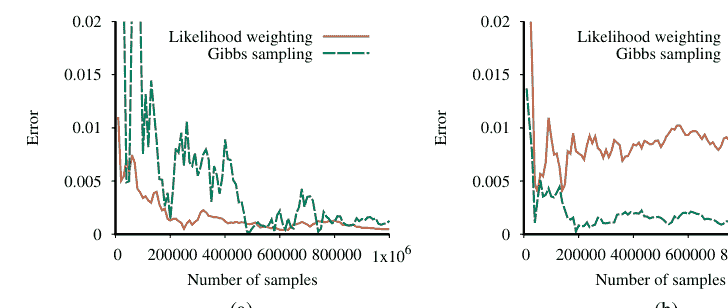 0.02
Likelihood weighting
Gibbs sampling
0.015
0.01
0.005
0
Error
0 200000 400000 600000 800000 1x10^6
Number of samples
(a)
0.02
Likelihood weighting
Gibbs sampling
0.015
0.01
0.005
0
Error
0 200000 400000 600000 8
Number of samples
(b)